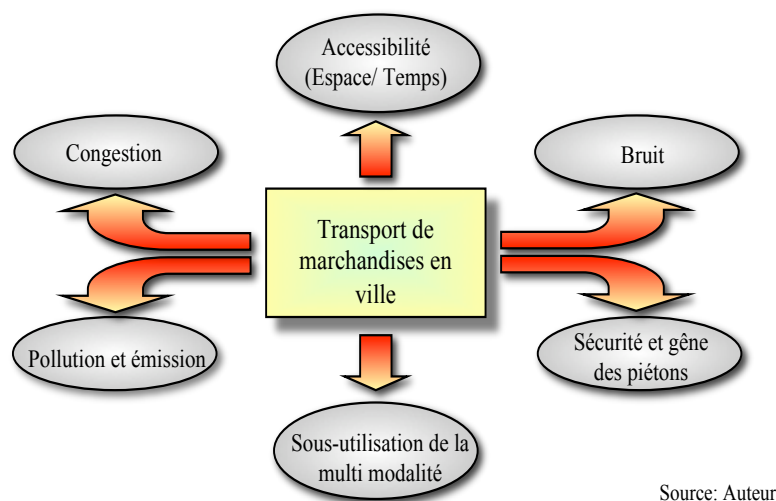 Accessibilité
(Espace/ Temps)
Congestion
Bruit
Transport de
marchandises en
ville
Pollution et émission
Sécurité et gêne
des piétons
Sous-utilisation de la
multi modalité
Source: Auteur